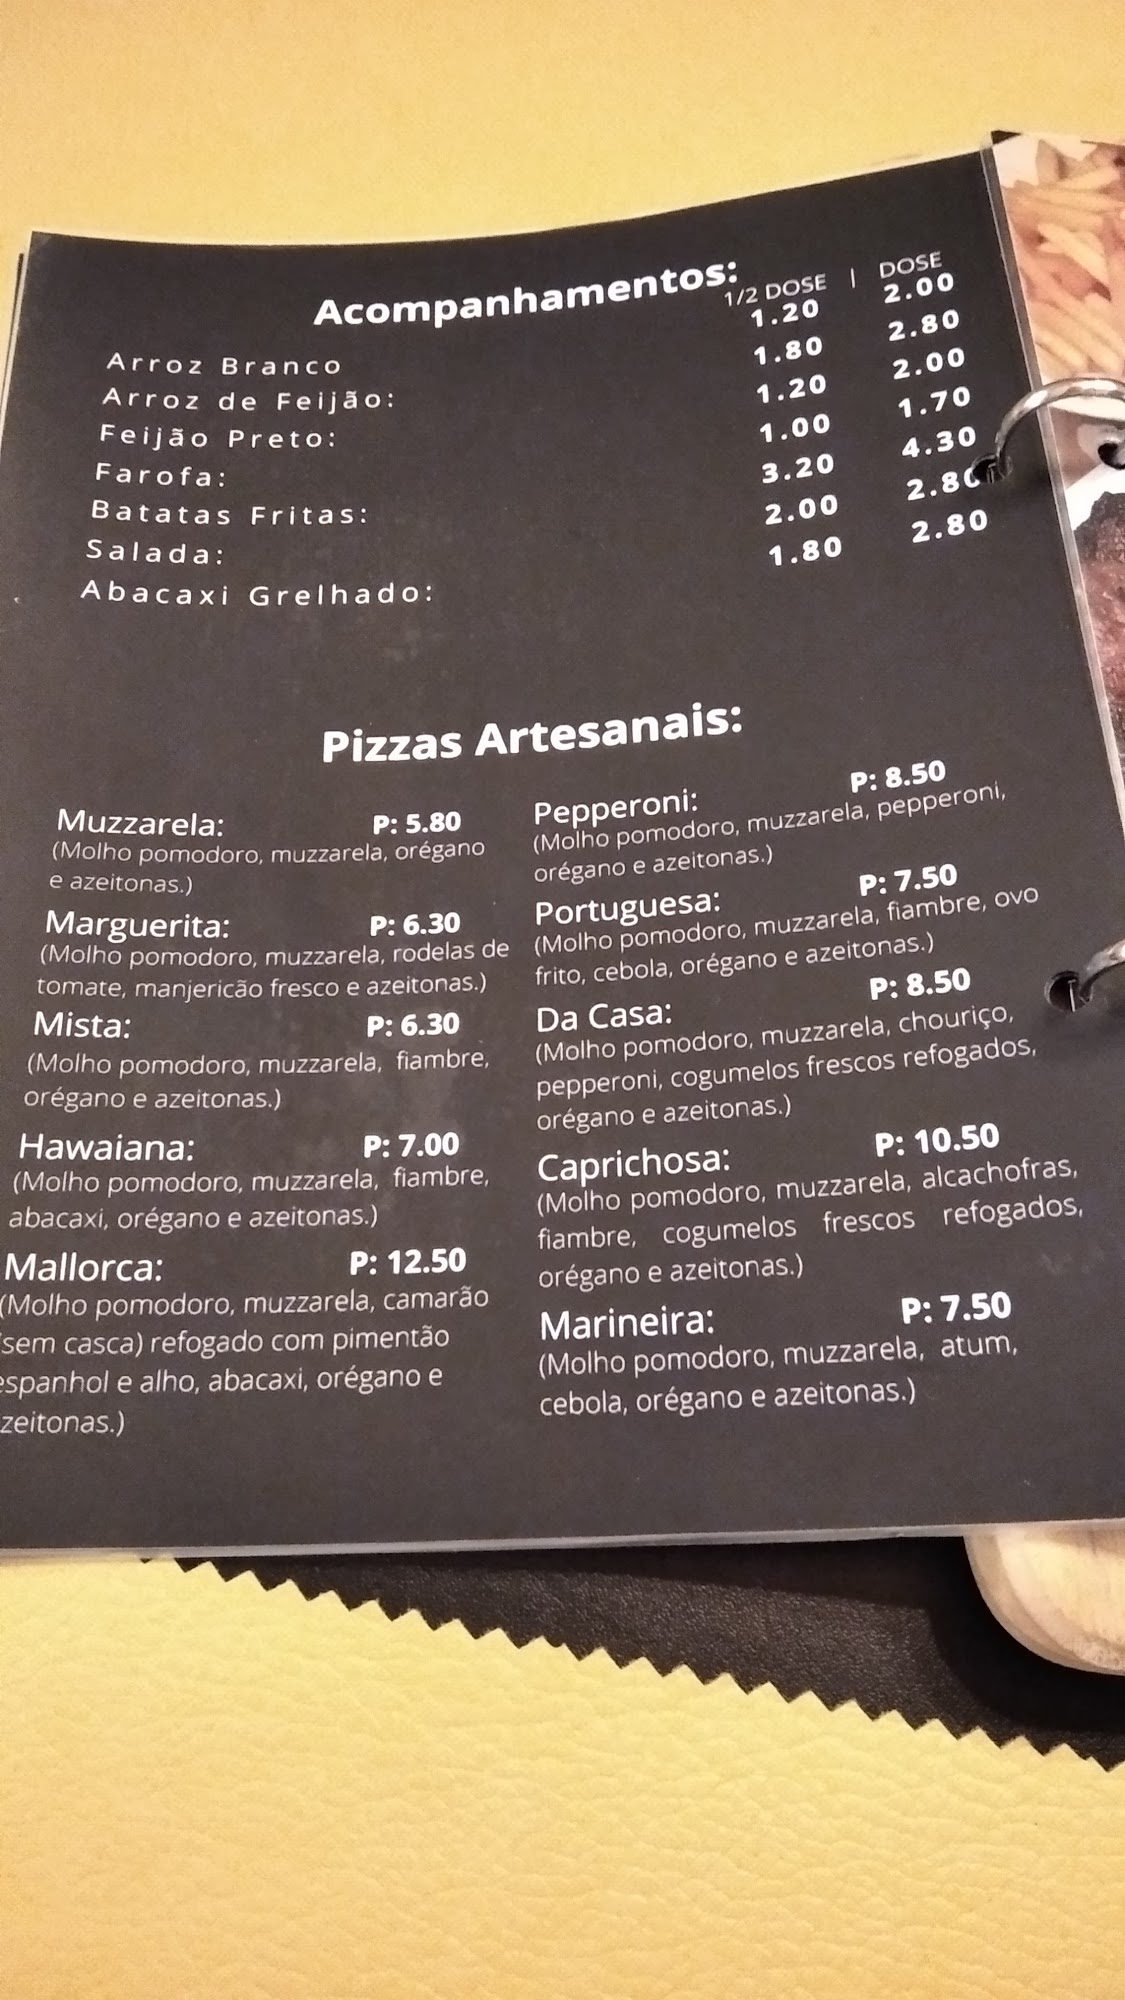 Acompanhamentos:
1/2 DOSE | DOSE
Arroz Branco 1.20 2.00
Arroz de Feijão: 1.80 2.80
Feijão Preto: 1.20 2.00
Farofa: 1.00 1.70
Batatas Fritas: 3.20 4.30
Salada: 2.00 2.80
Abacaxi Grelhado: 1.80 2.80
Pizzas Artesanais:
Muzzarela: P: 5.80
(Molho pomodoro, muzzarela, orégano
e azeitonas.)
Marguerita: P: 6.30
(Molho pomodoro, muzzarela, rodelas de
tomate, manjericão fresco e azeitonas.)
Mista: P: 6.30
(Molho pomodoro, muzzarela, fiambre,
orégano e azeitonas.)
Hawaiana: P: 7.00
(Molho pomodoro, muzzarela, fiambre,
abacaxi, orégano e azeitonas.)
Mallorca: P: 12.50
(Molho pomodoro, muzzarela, camarão
(sem casca) refogado com pimentão
espanhol e alho, abacaxi, orégano e
zeitonas.)
Pepperoni: P: 8.50
(Molho pomodoro, muzzarela, pepperoni,
orégano e azeitonas.)
Portuguesa: P: 7.50
(Molho pomodoro, muzzarela, fiambre, ovo
frito, cebola, orégano e azeitonas.)
Da Casa: P: 8.50
(Molho pomodoro, muzzarela, chouriço,
pepperoni, cogumelos frescos refogados,
orégano e azeitonas.)
Caprichosa: P: 10.50
(Molho pomodoro, muzzarela, alcachofras,
fiambre, cogumelos frescos refogados,
orégano e azeitonas.)
Marineira: P: 7.50
(Molho pomodoro, muzzarela, atum,
cebola, orégano e azeitonas.)